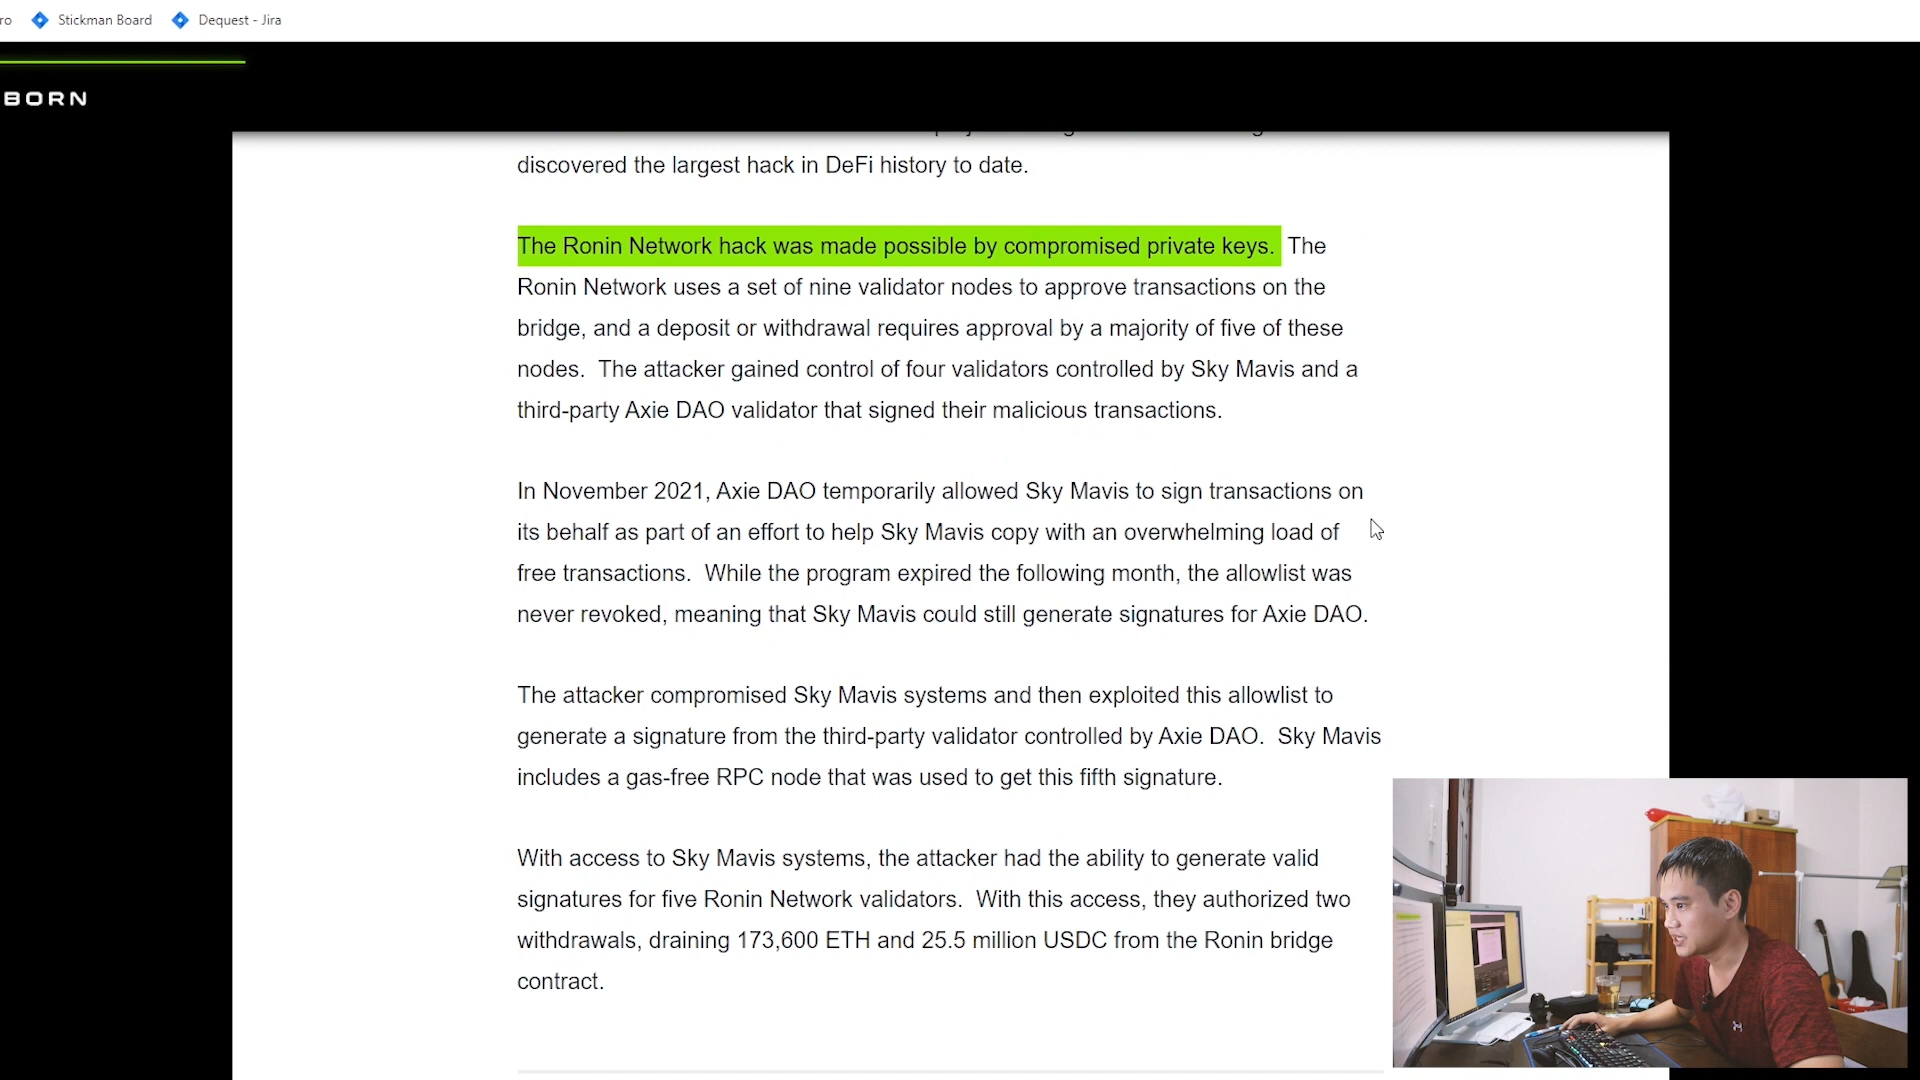 ro Stickman Board Dequest - Jira
BORN
discovered the largest hack in DeFi history to date.
The Ronin Network hack was made possible by compromised private keys. The
Ronin Network uses a set of nine validator nodes to approve transactions on the
bridge, and a deposit or withdrawal requires approval by a majority of five of these
nodes. The attacker gained control of four validators controlled by Sky Mavis and a
third-party Axie DAO validator that signed their malicious transactions.
In November 2021, Axie DAO temporarily allowed Sky Mavis to sign transactions on
its behalf as part of an effort to help Sky Mavis copy with an overwhelming load of
free transactions. While the program expired the following month, the allowlist was
never revoked, meaning that Sky Mavis could still generate signatures for Axie DAO.
The attacker compromised Sky Mavis systems and then exploited this allowlist to
generate a signature from the third-party validator controlled by Axie DAO. Sky Mavis
includes a gas-free RPC node that was used to get this fifth signature.
With access to Sky Mavis systems, the attacker had the ability to generate valid
signatures for five Ronin Network validators. With this access, they authorized two
withdrawals, draining 173,600 ETH and 25.5 million USDC from the Ronin bridge
contract.